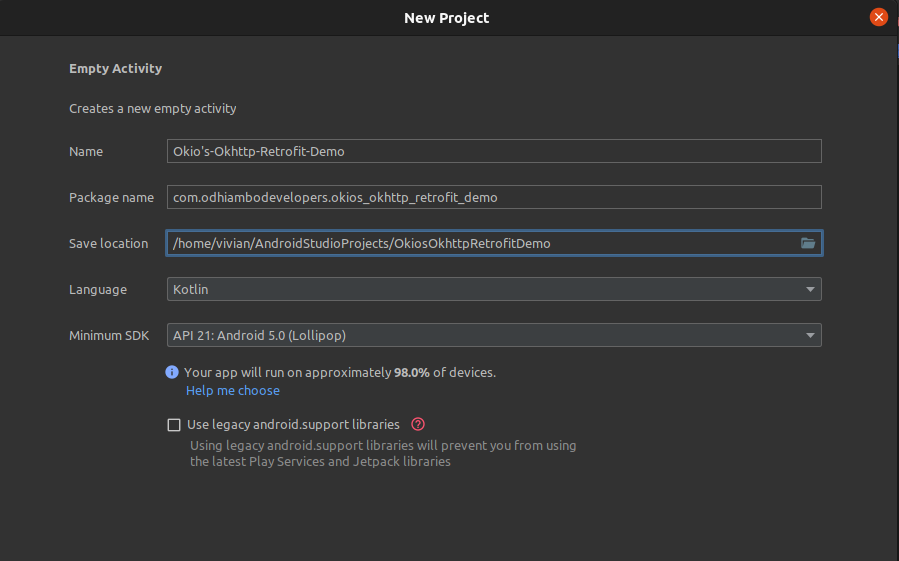 New Project
Empty Activity
Creates a new empty activity
Name Okio's-Okhttp-Retrofit-Demo
Package name com.odhiambodevelopers.okios_okhttp_retrofit_demo
Save location /home/vivian/AndroidStudioProjects/OkiosOkhttpRetrofitDemo
Language Kotlin
Minimum SDK API 21: Android 5.0 (Lollipop)
Your app will run on approximately 98.0% of devices.
Help me choose
Use legacy android.support libraries
Using legacy android.support libraries will prevent you from using
the latest Play Services and Jetpack libraries